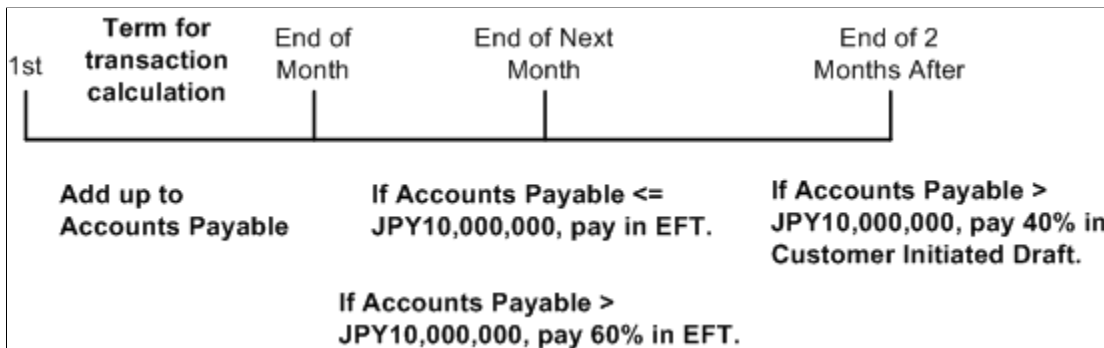 1st
Term for
transaction
calculation
End of
Month
End of Next
Month
End of 2
Months After
Add up to
Accounts Payable
If Accounts Payable <=
JPY10,000,000, pay in EFT.
If Accounts Payable >
JPY10,000,000, pay 40% in
Customer Initiated Draft.
If Accounts Payable >
JPY10,000,000, pay 60% in EFT.